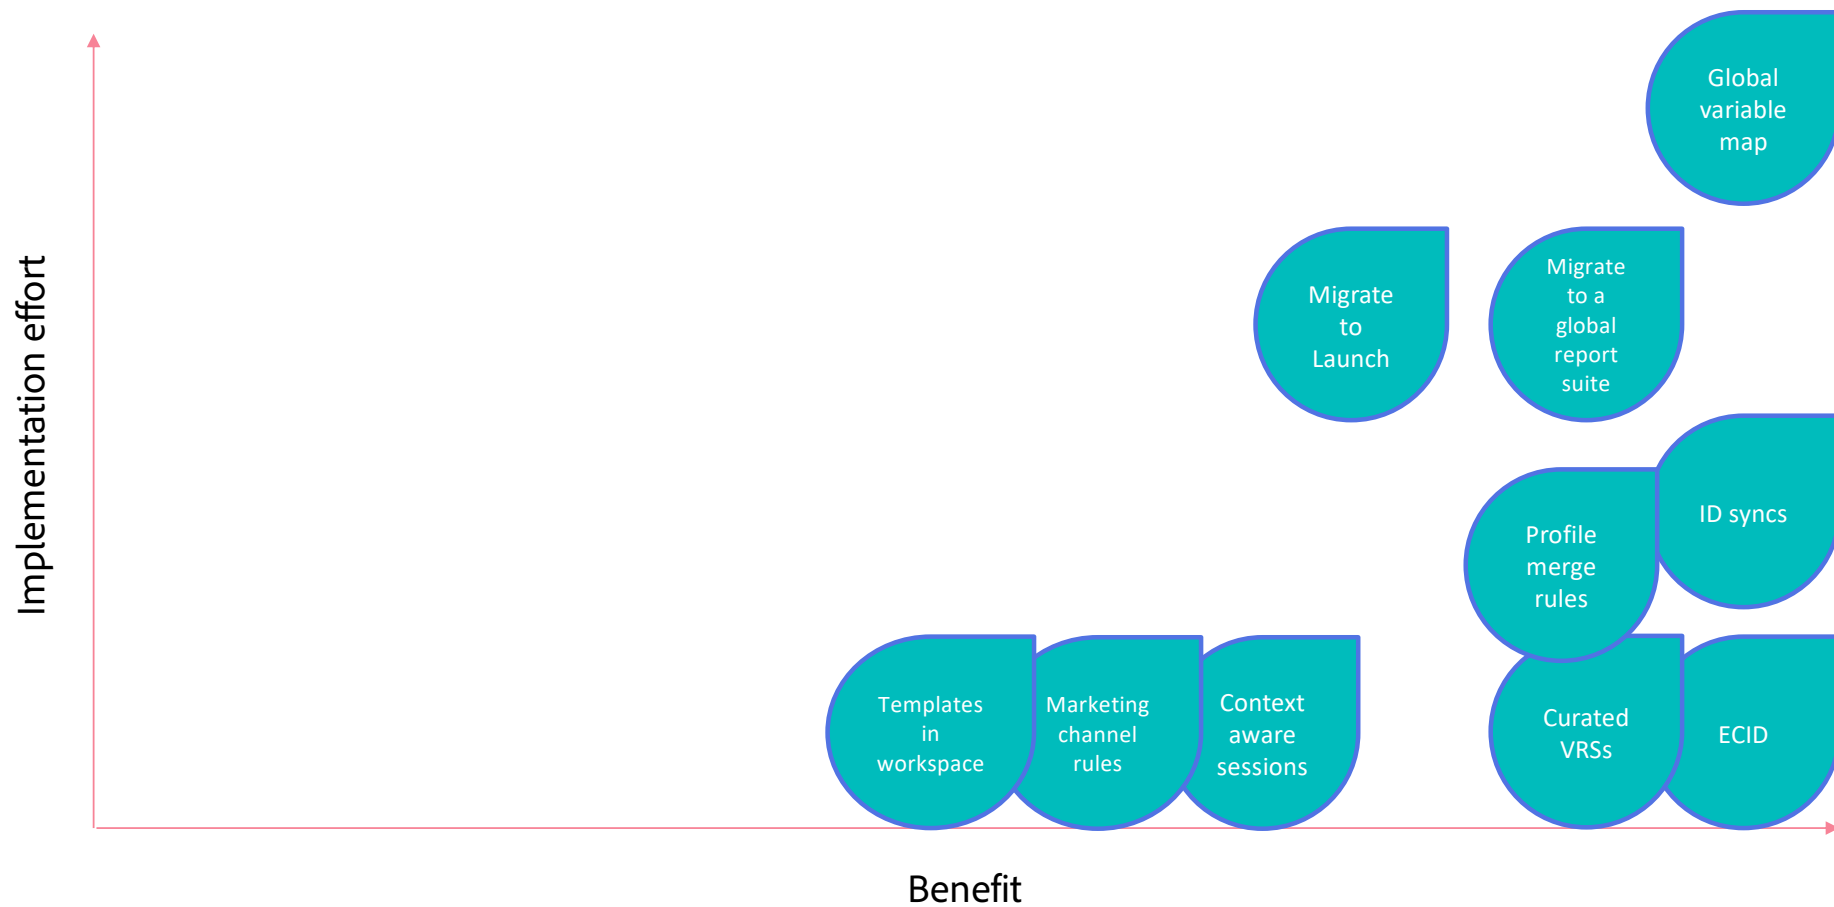 Global
variable
map
Migrate
to
Launch
Migrate
to a
global
report
suite
Implementation effort
ID syncs
Profile
merge
rules
Templates
in
workspace
Marketing
channel
rules
Context
aware
sessions
Curated
VRSs
ECID
Benefit